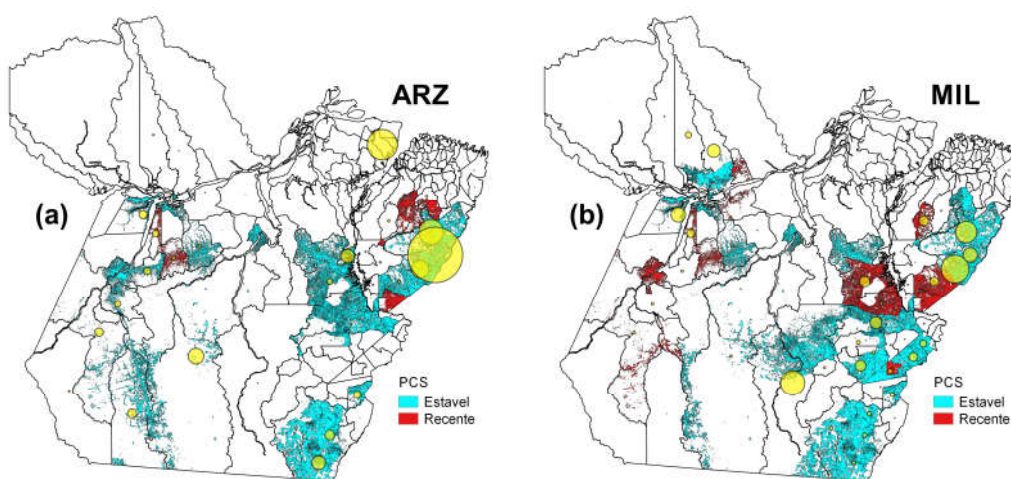 ARZ
(a)
PCS
Estavel
Recente
MIL
(b)
PCS
Estavel
Recente